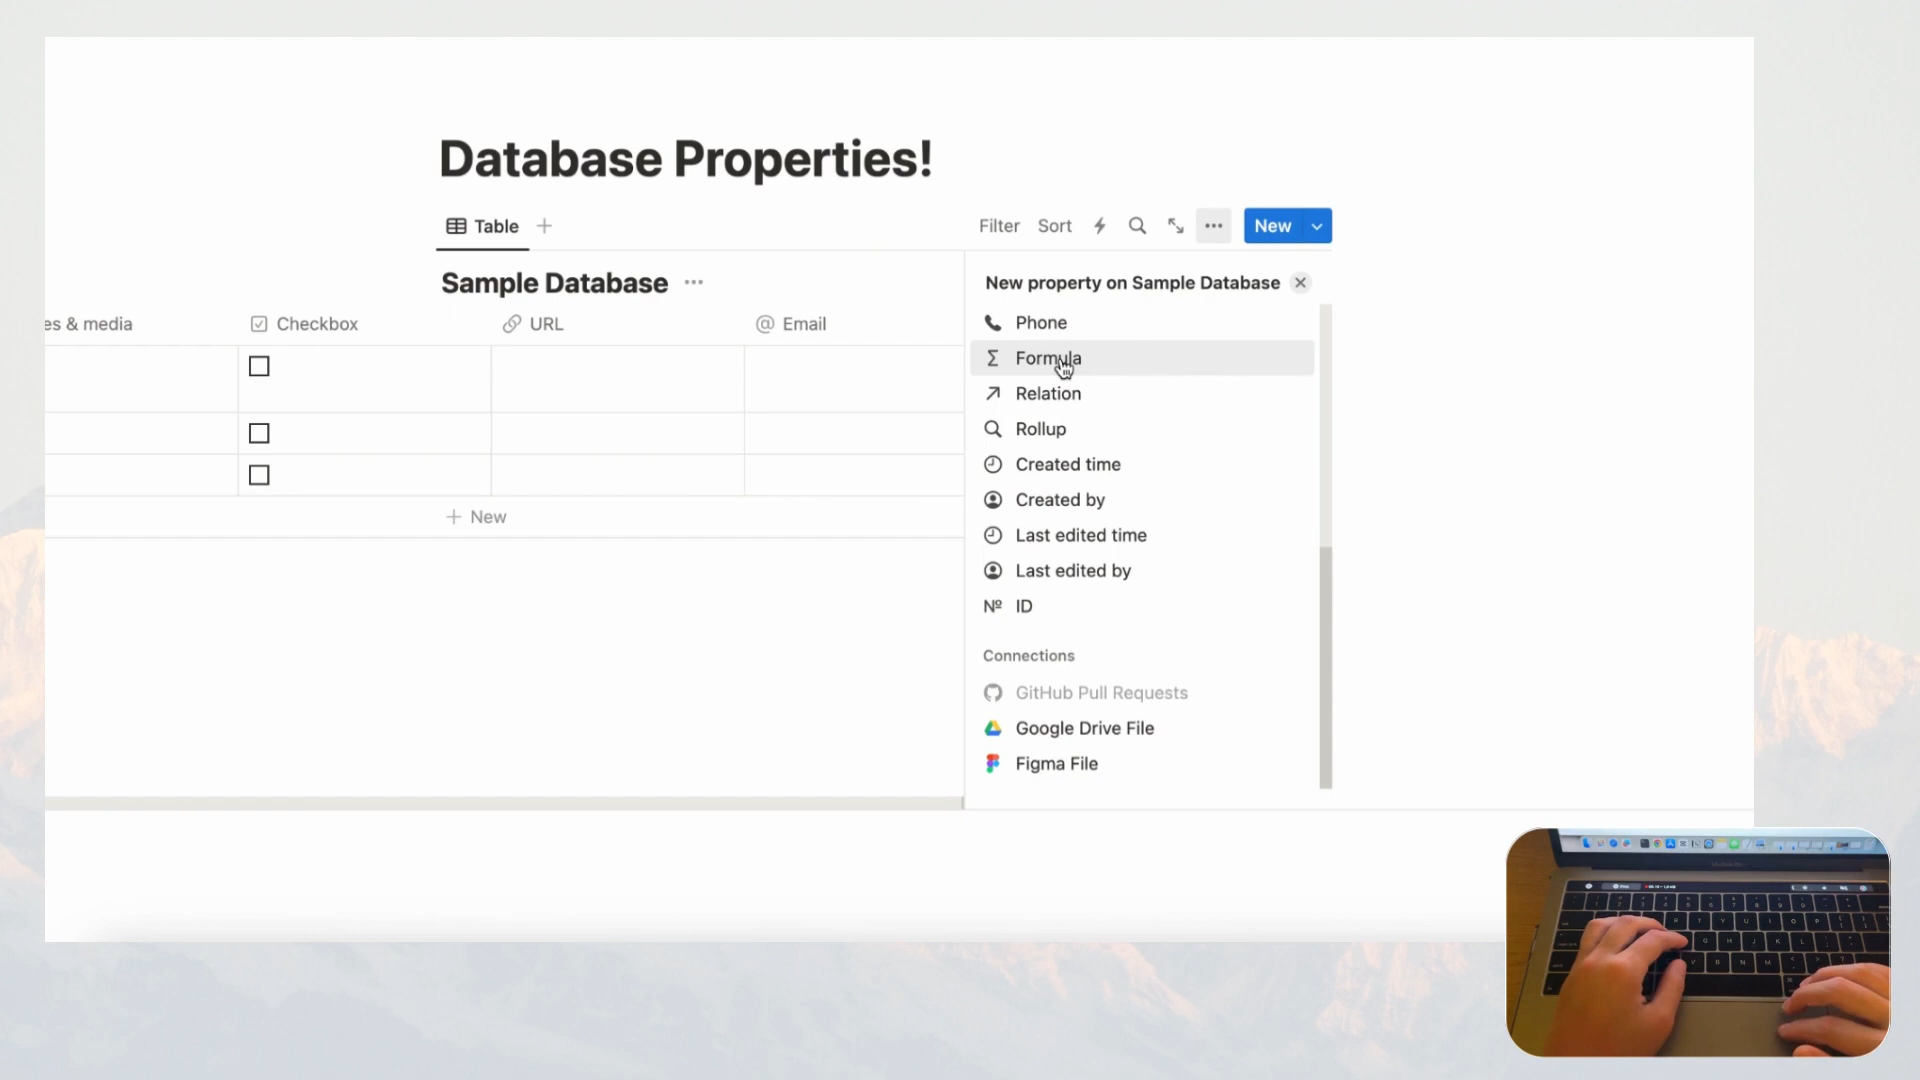 Database Properties!
Table
Filter Sort New
Sample Database
New property on Sample Database
es & media
Checkbox
URL
Email
New
Phone
Formula
Relation
Rollup
Created time
Created by
Last edited time
Last edited by
Nº ID
Connections
GitHub Pull Requests
Google Drive File
Figma File